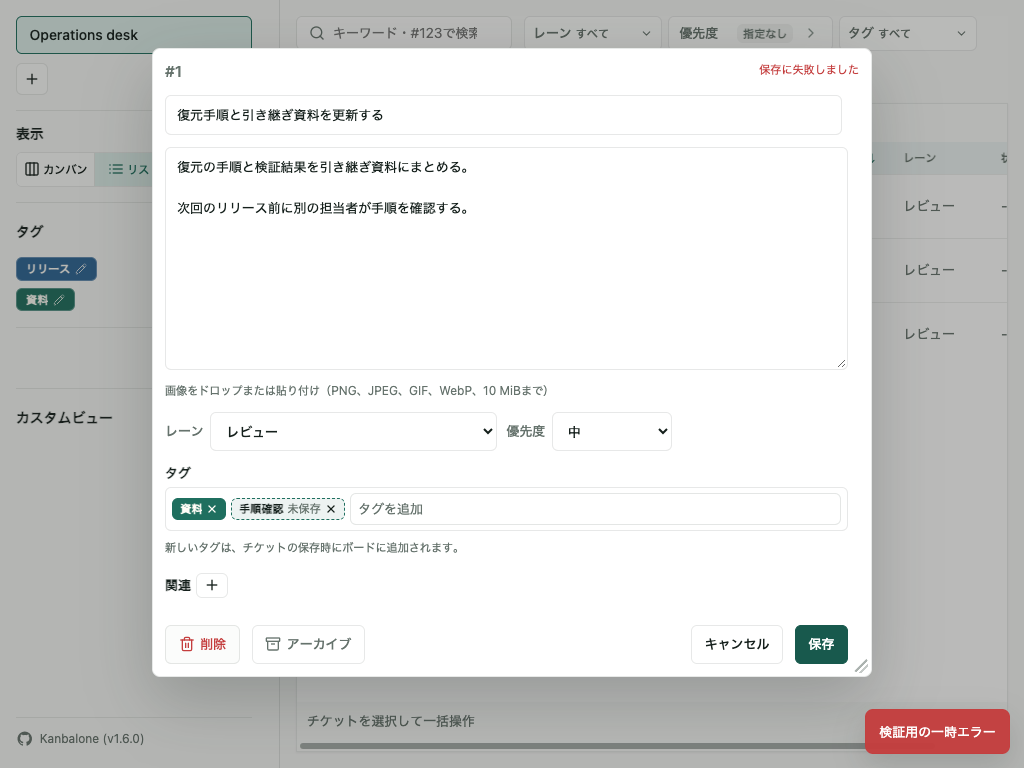 Operations desk
キーワード・#123で検索
レーン すべて
優先度 指定なし
タグ すべて
表示
カンバン
リス
タグ
リリース
資料
カスタムビュー
#1
保存に失敗しました
復元手順と引き継ぎ資料を更新する
復元の手順と検証結果を引き継ぎ資料にまとめる。
次回のリリース前に別の担当者が手順を確認する。
画像をドロップまたは貼り付け（PNG、JPEG、GIF、WebP、10 MiBまで）
レーン レビュー 優先度 中
タグ
資料 手順確認 未保存 タグを追加
新しいタグは、チケットの保存時にボードに追加されます。
関連
削除 アーカイブ キャンセル 保存
レーン
レビュー
レビュー
レビュー
チケットを選択して一括操作
Kanbalone (v1.6.0)
検証用の一時エラー